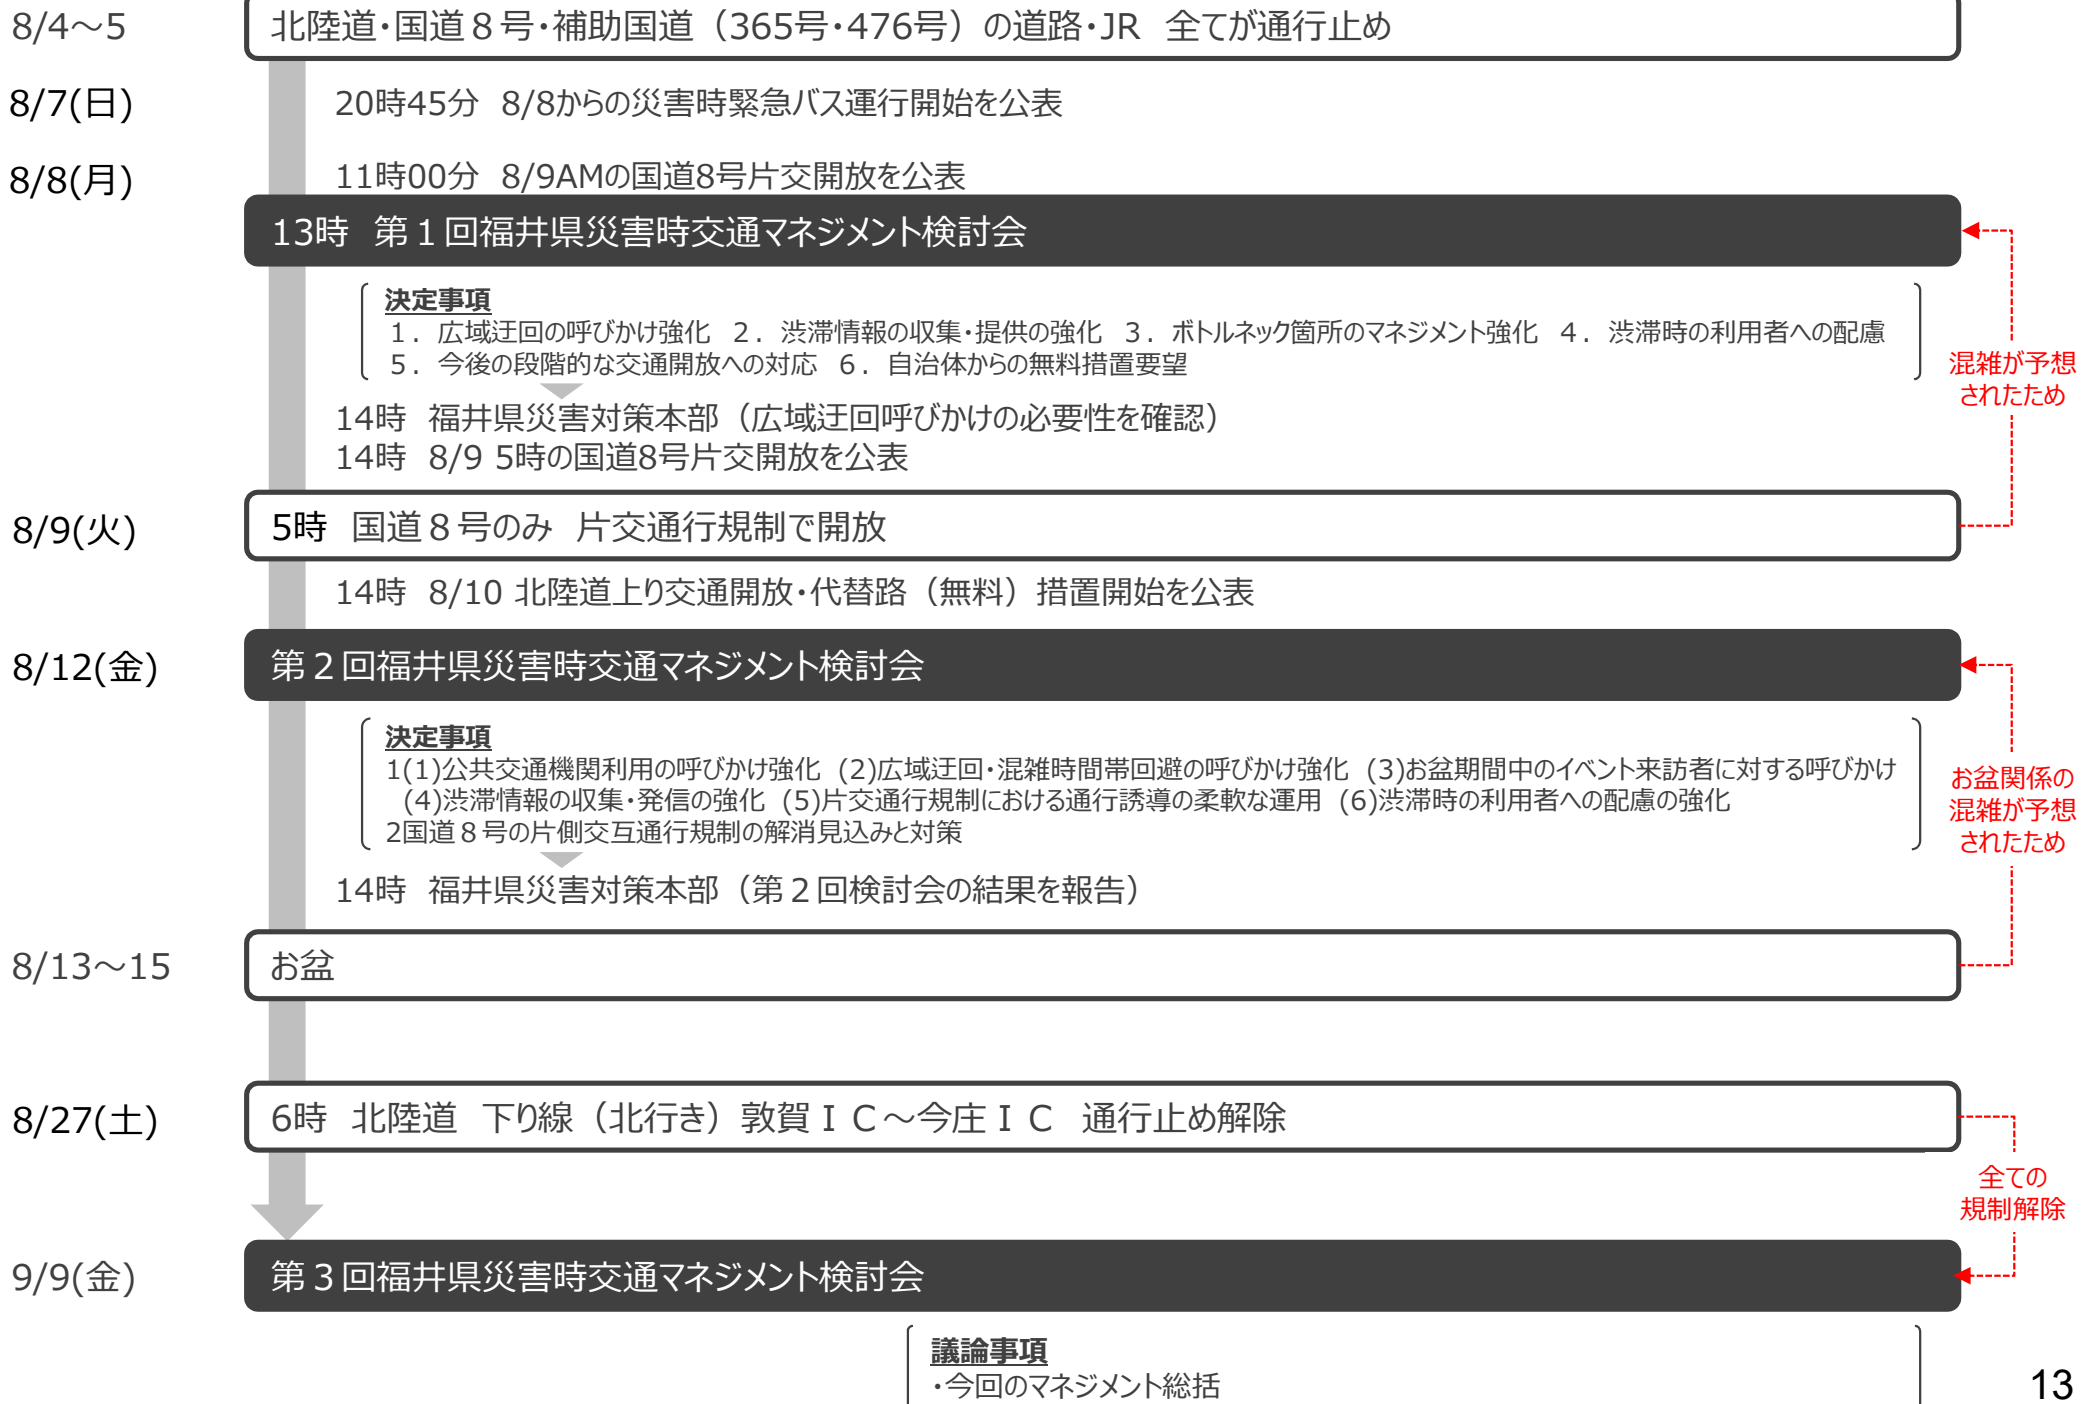 8/4～5 北陸道・国道８号・補助国道（365号・476号）の道路・JR 全てが通行止め
8/7(日) 20時45分 8/8からの災害時緊急バス運行開始を公表
8/8(月) 11時00分 8/9AMの国道8号片交開放を公表
13時 第１回福井県災害時交通マネジメント検討会
決定事項
１．広域迂回の呼びかけ強化 ２．渋滞情報の収集・提供の強化 ３．ボトルネック箇所のマネジメント強化 ４．渋滞時の利用者への配慮
５．今後の段階的な交通開放への対応 ６．自治体からの無料措置要望
混雑が予想
されたため
14時 福井県災害対策本部（広域迂回呼びかけの必要性を確認）
14時 8/9 5時の国道8号片交開放を公表
8/9(火) 5時 国道８号のみ 片交通行規制で開放
14時 8/10 北陸道上り交通開放・代替路（無料）措置開始を公表
8/12(金) 第２回福井県災害時交通マネジメント検討会
決定事項
1(1)公共交通機関利用の呼びかけ強化 (2)広域迂回・混雑時間帯回避の呼びかけ強化 (3)お盆期間中のイベント来訪者に対する呼びかけ
(4)渋滞情報の収集・発信の強化 (5)片交通行規制における通行誘導の柔軟な運用 (6)渋滞時の利用者への配慮の強化
2国道８号の片側交互通行規制の解消見込みと対策
お盆関係の
混雑が予想
されたため
14時 福井県災害対策本部（第２回検討会の結果を報告）
8/13～15 お盆
8/27(土) 6時 北陸道 下り線（北行き）敦賀ＩＣ～今庄ＩＣ 通行止め解除
全ての
規制解除
9/9(金) 第３回福井県災害時交通マネジメント検討会
議論事項
・今回のマネジメント総括
13